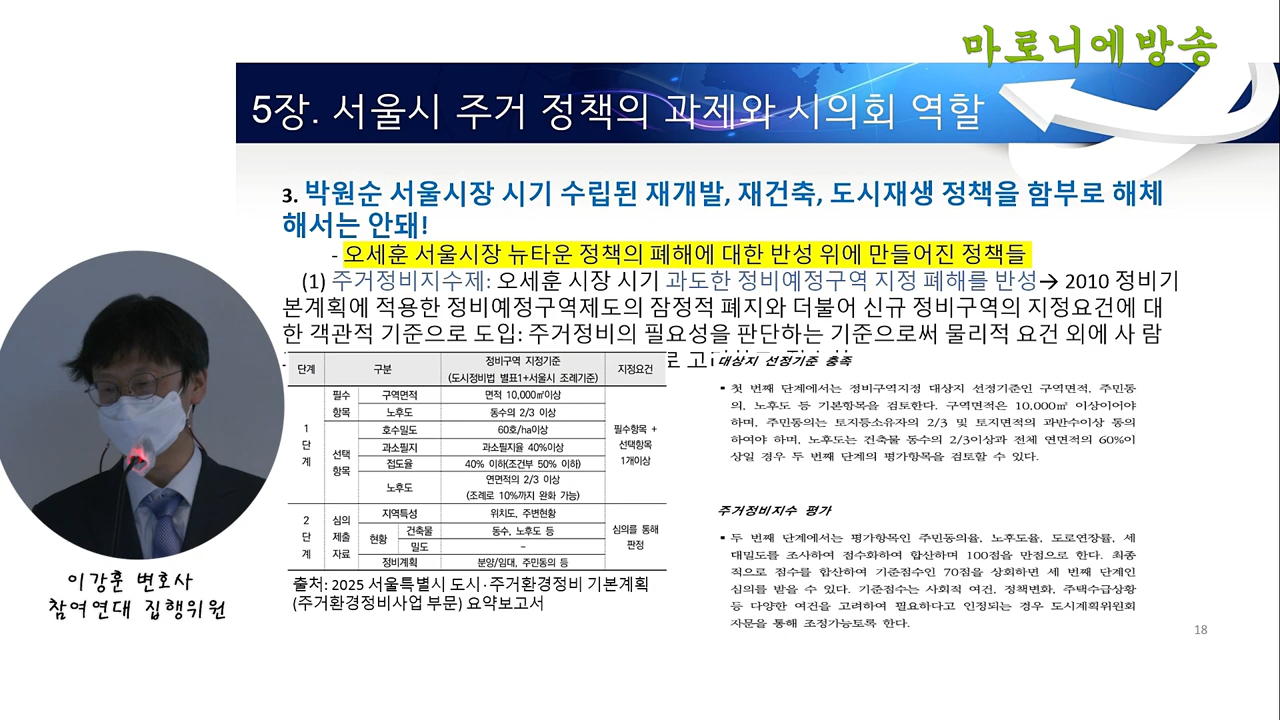 마로니에방송
5장. 서울시 주거 정책의 과제와 시의회 역할
3. 박원순 서울시장 시기 수립된 재개발, 재건축, 도시재생 정책을 함부로 해체
해서는 안돼!
- 오세훈 서울시장 뉴타운 정책의 폐해에 대한 반성 위에 만들어진 정책들
(1) 주거정비지수제: 오세훈 시장 시기 과도한 정비예정구역 지정 폐해를 반성→ 2010 정비기
본계획에 적용한 정비예정구역제도의 잠정적 폐지와 더불어 신규 정비구역의 지정요건에 대
한 객관적 기준으로 도입: 주거정비의 필요성을 판단하는 기준으로써 물리적 요건 외에 사 람
로 고
단계 구분 정비구역 지정기준 지정요건
(도시정비법 별표1+서울시 조례기준)
1단계 필수항목 구역면적 면적 10,000㎡이상 필수항목 + 선택항목 1개이상
노후도 동수의 2/3 이상
선택항목 호수밀도 60호/ha이상
과소필지 과소필지율 40%이상
접도율 40% 이하(조건부 50% 이하)
노후도 연면적의 2/3 이상
(조례로 10%까지 완화 가능)
2단계 심의제출자료 지역특성 위치도, 주변현황 심의를 통해 판정
현황 건축물 동수, 노후도 등
밀도 –
정비계획 분양/임대, 주민동의 등
출처: 2025 서울특별시 도시·주거환경정비 기본계획
(주거환경정비사업 부문) 요약보고서
대상지 선정기준 충족
▪ 첫 번째 단계에서는 정비구역지정 대상지 선정기준인 구역면적, 주민동
의, 노후도 등 기본항목을 검토한다. 구역면적은 10,000㎡ 이상이어야
하며, 주민동의는 토지등소유자의 2/3 및 토지면적의 과반수이상 동의
하여야 하며, 노후도는 건축물 동수의 2/3이상과 전체 연면적의 60%이
상일 경우 두 번째 단계의 평가항목을 검토할 수 있다.
주거정비지수 평가
▪ 두 번째 단계에서는 평가항목인 주민동의율, 노후도율, 도로연장률, 세
대밀도를 조사하여 점수화하여 합산하며 100점을 만점으로 한다. 최종
적으로 점수를 합산하여 기준점수인 70점을 상회하면 세 번째 단계인
심의를 받을 수 있다. 기준점수는 사회적 여건, 정책변화, 주택수급상황
등 다양한 여건을 고려하여 필요하다고 인정되는 경우 도시계획위원회
자문을 통해 조정가능토록 한다.
이강훈 변호사
참여연대 집행위원
18